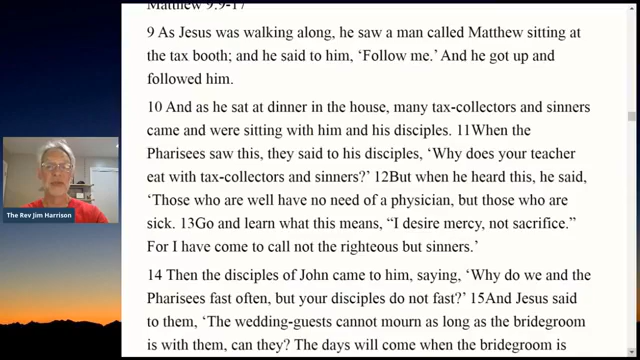 Matthew 9.9-17
9 As Jesus was walking along, he saw a man called Matthew sitting at
the tax booth; and he said to him, ‘Follow me.’ And he got up and
followed him.
10 And as he sat at dinner in the house, many tax-collectors and sinners
came and were sitting with him and his disciples. 11When the
Pharisees saw this, they said to his disciples, ‘Why does your teacher
eat with tax-collectors and sinners?’ 12But when he heard this, he said,
‘Those who are well have no need of a physician, but those who are
sick. 13Go and learn what this means, “I desire mercy, not sacrifice.”
For I have come to call not the righteous but sinners.’
14 Then the disciples of John came to him, saying, ‘Why do we and the
Pharisees fast often, but your disciples do not fast?’ 15And Jesus said
to them, ‘The wedding-guests cannot mourn as long as the bridegroom
is with them, can they? The days will come when the bridegroom is
The Rev Jim Harrison